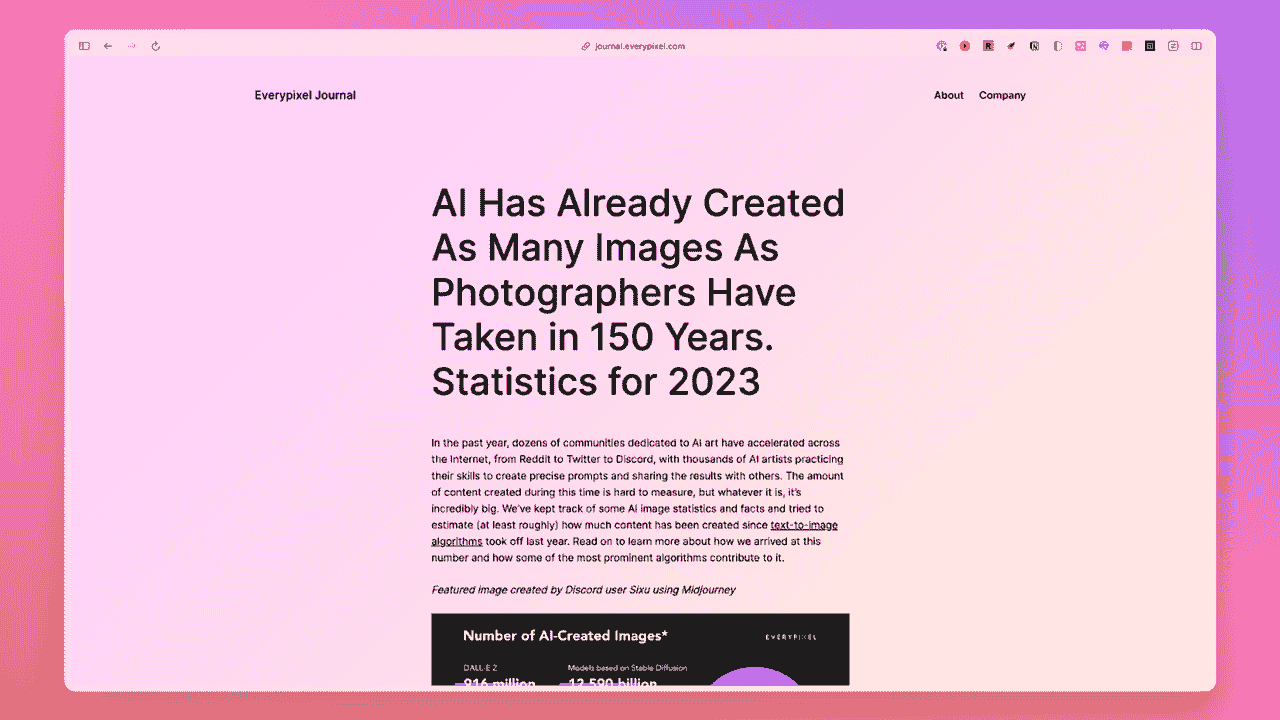 journal.everypixel.com
Everypixel Journal
About
Company
AI Has Already Created
As Many Images As
Photographers Have
Taken in 150 Years.
Statistics for 2023
In the past year, dozens of communities dedicated to AI art have accelerated across
the Internet, from Reddit to Twitter to Discord, with thousands of AI artists practicing
their skills to create precise prompts and sharing the results with others. The amount
of content created during this time is hard to measure, but whatever it is, it's
incredibly big. We've kept track of some AI image statistics and facts and tried to
estimate (at least roughly) how much content has been created since text-to-image
algorithms took off last year. Read on to learn more about how we arrived at this
number and how some of the most prominent algorithms contribute to it.
Featured image created by Discord user Sixu using Midjourney
Number of AI-Created Images*
EVERYPIXEL
DALL·E 2
Models based on Stable Diffusion
916 million
12.590 billion